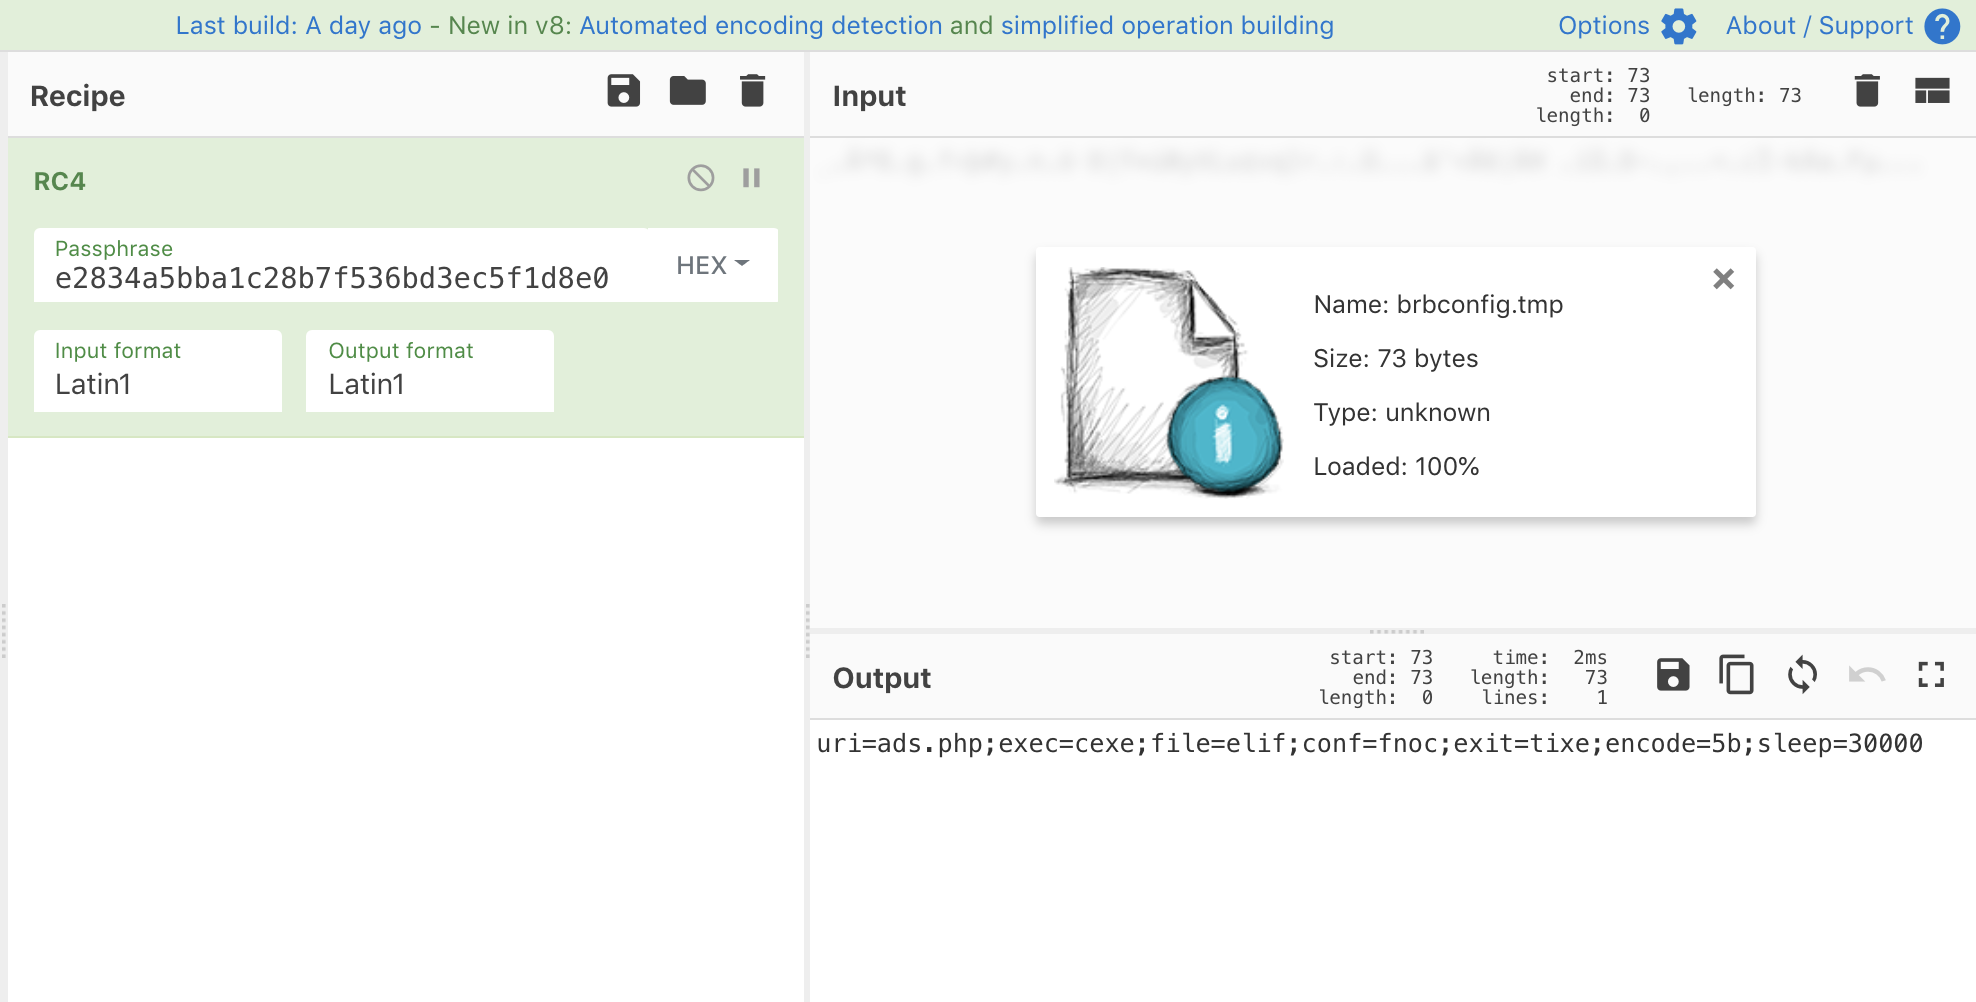 Last build: A day ago - New in v8: Automated encoding detection and simplified operation building
Options
About / Support
Recipe
RC4
Passphrase
e2834a5bba1c28b7f536bd3ec5f1d8e0
HEX
Input format
Latin1
Output format
Latin1
Input
start: 73
end: 73
length: 0
length: 73
Name: brbconfig.tmp
Size: 73 bytes
Type: unknown
Loaded: 100%
Output
start: 73
end: 73
length: 0
time: 2ms
length: 73
lines: 1
uri=ads.php;exec=cexe;file=elif;conf=fnoc;exit=tixe;encode=5b;sleep=30000